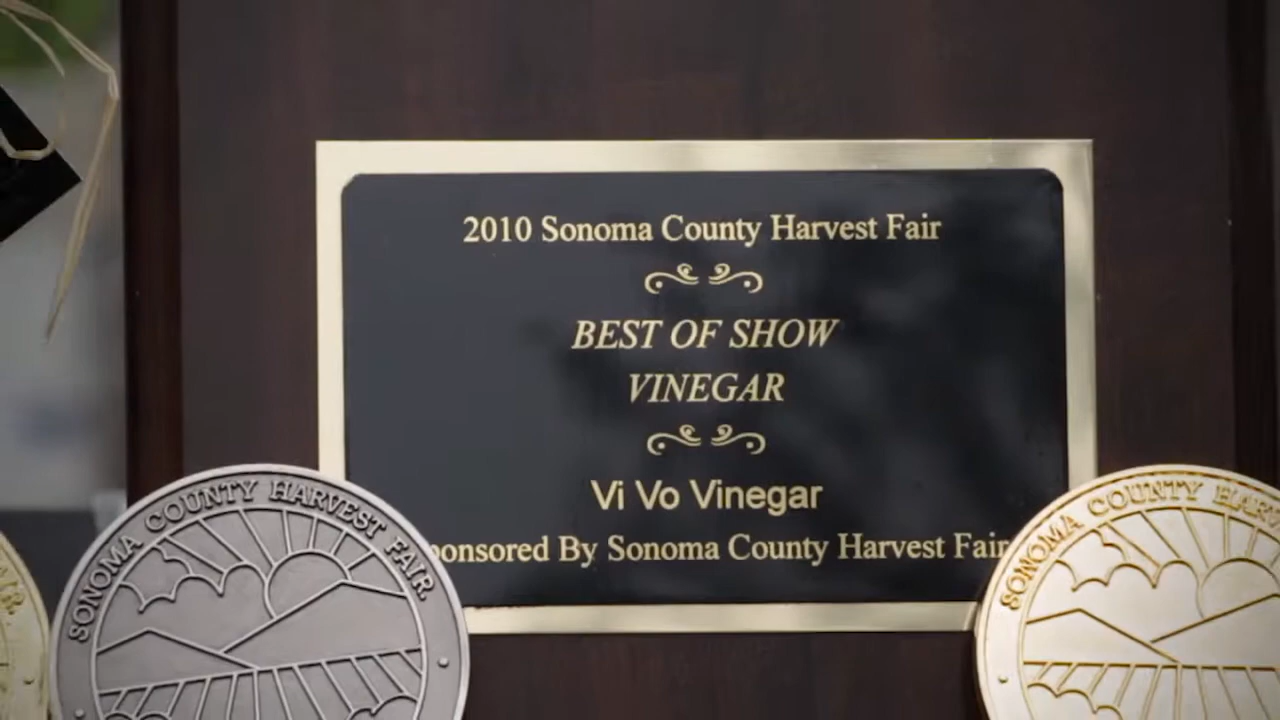 2010 Sonoma County Harvest Fair
BEST OF SHOW
VINEGAR
Vi Vo Vinegar
ponsored By Sonoma County Harvest Fair
SONOMA COUNTY HARVEST FAIR
SONOMA COUNTY